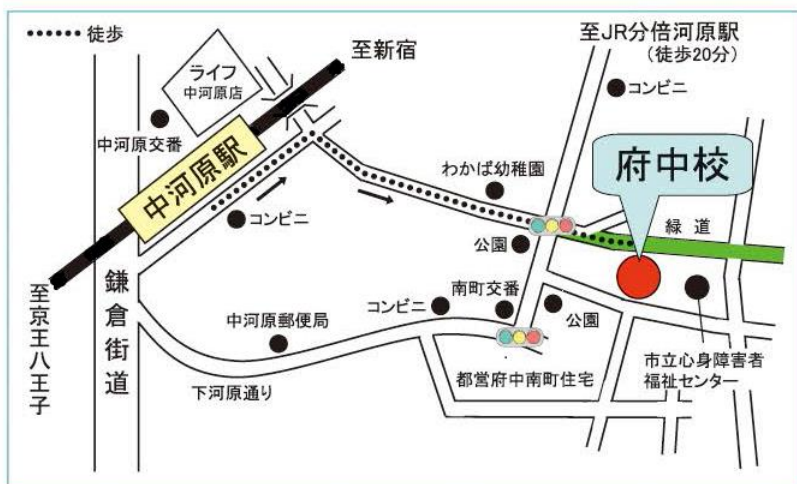 徒歩
至新宿
至JR分倍河原駅
（徒歩20分）
ライフ
中河原店
コンビニ
中河原交番
中河原駅
わかば幼稚園
府中校
コンビニ
公園
緑道
至京王八王子
鎌倉街道
コンビニ
南町交番
公園
中河原郵便局
下河原通り
都営府中南町住宅
市立心身障害者
福祉センター